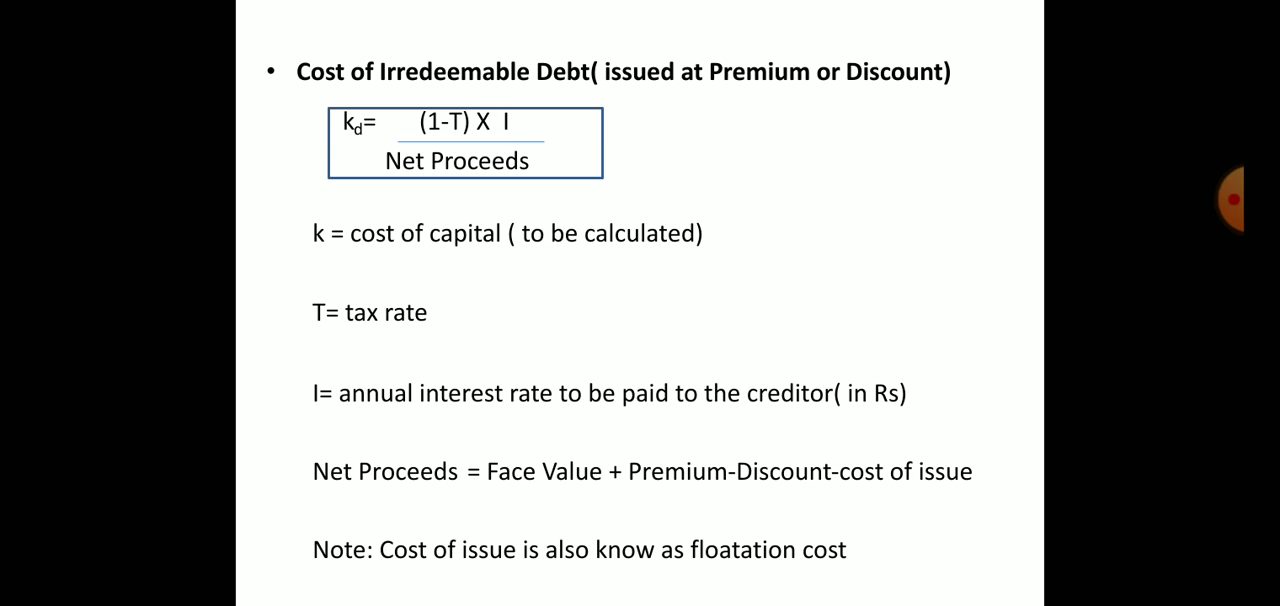 • Cost of Irredeemable Debt( issued at Premium or Discount)
kd= (1-T) X I
Net Proceeds
k = cost of capital ( to be calculated)
T= tax rate
I= annual interest rate to be paid to the creditor( in Rs)
Net Proceeds = Face Value + Premium-Discount-cost of issue
Note: Cost of issue is also know as floatation cost